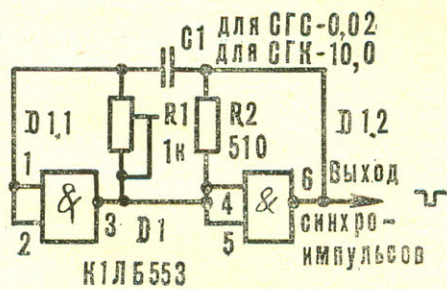 C1 для СГС-0,02
для СГК-10,0
D1.1 R1 R2 D1.2
1к 510
1 & 3 4 & 6 Выход
2 D1 5 синхро-
импульсов
К1ЛБ553